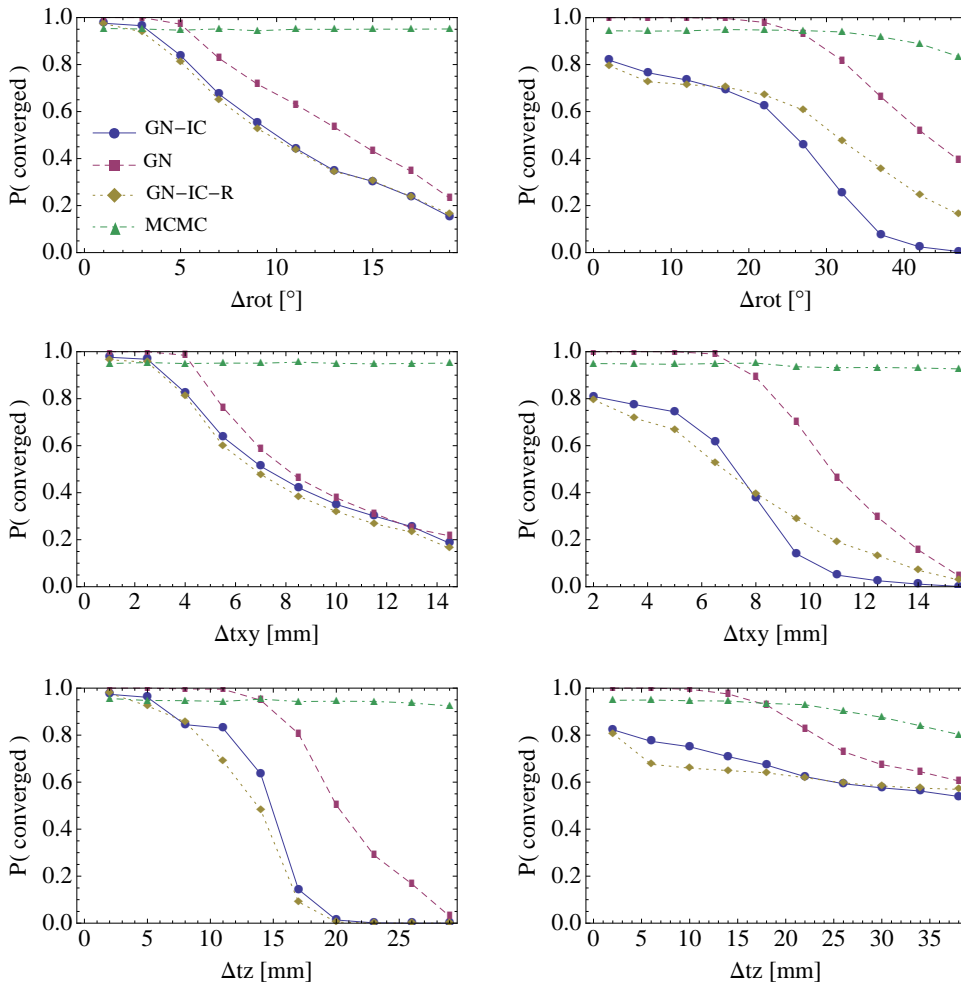 P( converged )
1.0
0.8
0.6
0.4
0.2
0.0
GN−IC
GN
GN−IC−R
MCMC
0 5 10 15
Δrot [°]
P( converged )
1.0
0.8
0.6
0.4
0.2
0.0
0 10 20 30 40
Δrot [°]
P( converged )
1.0
0.8
0.6
0.4
0.2
0.0
0 2 4 6 8 10 12 14
Δtxy [mm]
P( converged )
1.0
0.8
0.6
0.4
0.2
0.0
2 4 6 8 10 12 14
Δtxy [mm]
P( converged )
1.0
0.8
0.6
0.4
0.2
0.0
0 5 10 15 20 25
Δtz [mm]
P( converged )
1.0
0.8
0.6
0.4
0.2
0.0
0 5 10 15 20 25 30 35
Δtz [mm]